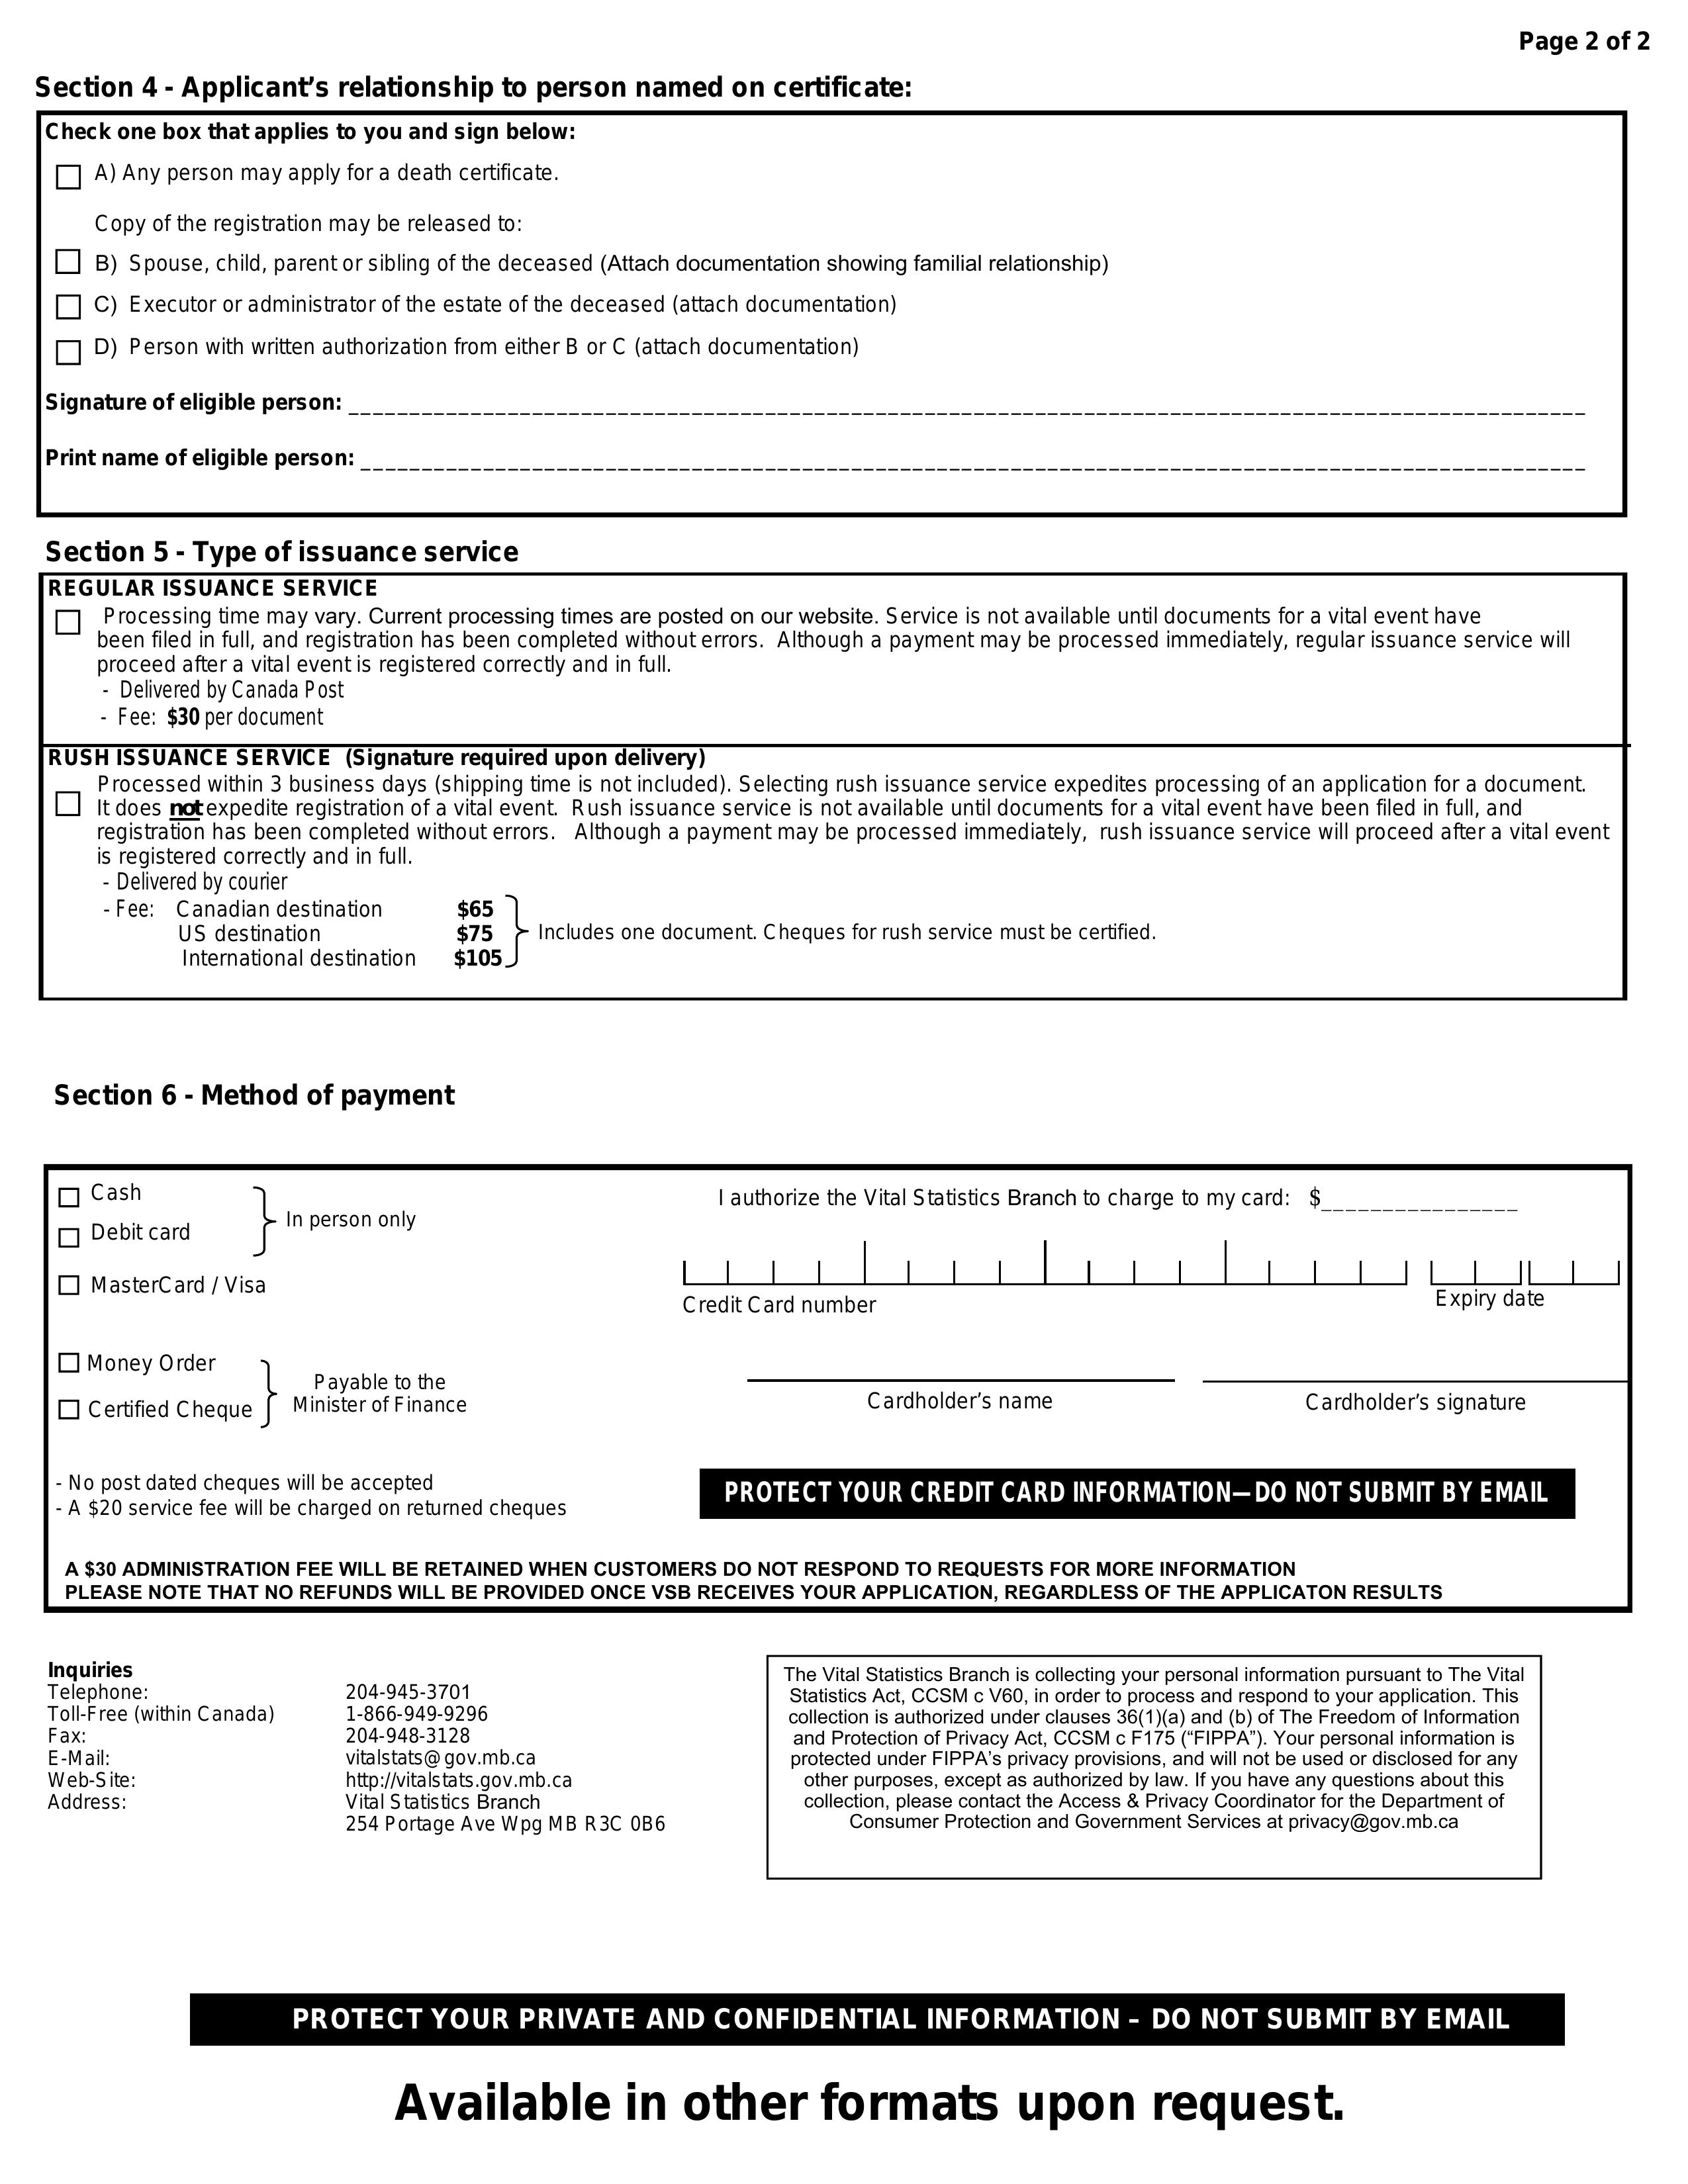 Page 2 of 2
Section 4 - Applicant’s relationship to person named on certificate:
Check one box that applies to you and sign below:
A) Any person may apply for a death certificate.
Copy of the registration may be released to:
B) Spouse, child, parent or sibling of the deceased (Attach documentation showing familial relationship)
C) Executor or administrator of the estate of the deceased (attach documentation)
D) Person with written authorization from either B or C (attach documentation)
Signature of eligible person:
Print name of eligible person:
Section 5 - Type of issuance service
REGULAR ISSUANCE SERVICE
Processing time may vary. Current processing times are posted on our website. Service is not available until documents for a vital event have
been filed in full, and registration has been completed without errors. Although a payment may be processed immediately, regular issuance service will
proceed after a vital event is registered correctly and in full.
- Delivered by Canada Post
- Fee: $30 per document
RUSH ISSUANCE SERVICE (Signature required upon delivery)
Processed within 3 business days (shipping time is not included). Selecting rush issuance service expedites processing of an application for a document.
It does not expedite registration of a vital event. Rush issuance service is not available until documents for a vital event have been filed in full, and
registration has been completed without errors. Although a payment may be processed immediately, rush issuance service will proceed after a vital event
is registered correctly and in full.
- Delivered by courier
- Fee: Canadian destination $65
US destination $75
Includes one document. Cheques for rush service must be certified.
International destination $105
Section 6 - Method of payment
Cash
Debit card
In person only
MasterCard / Visa
Money Order
Certified Cheque
Payable to the
Minister of Finance
- No post dated cheques will be accepted
- A $20 service fee will be charged on returned cheques
I authorize the Vital Statistics Branch to charge to my card: $_______________
Credit Card number
Expiry date
Cardholder’s name
Cardholder’s signature
PROTECT YOUR CREDIT CARD INFORMATION—DO NOT SUBMIT BY EMAIL
A $30 ADMINISTRATION FEE WILL BE RETAINED WHEN CUSTOMERS DO NOT RESPOND TO REQUESTS FOR MORE INFORMATION
PLEASE NOTE THAT NO REFUNDS WILL BE PROVIDED ONCE VSB RECEIVES YOUR APPLICATION, REGARDLESS OF THE APPLICATON RESULTS
Inquiries
Telephone: 204-945-3701
Toll-Free (within Canada) 1-866-949-9296
Fax: 204-948-3128
E-Mail: vitalstats@gov.mb.ca
Web-Site: http://vitalstats.gov.mb.ca
Address: Vital Statistics Branch
254 Portage Ave Wpg MB R3C 0B6
The Vital Statistics Branch is collecting your personal information pursuant to The Vital
Statistics Act, CCSM c V60, in order to process and respond to your application. This
collection is authorized under clauses 36(1)(a) and (b) of The Freedom of Information
and Protection of Privacy Act, CCSM c F175 (“FIPPA”). Your personal information is
protected under FIPPA’s privacy provisions, and will not be used or disclosed for any
other purposes, except as authorized by law. If you have any questions about this
collection, please contact the Access & Privacy Coordinator for the Department of
Consumer Protection and Government Services at privacy@gov.mb.ca
PROTECT YOUR PRIVATE AND CONFIDENTIAL INFORMATION – DO NOT SUBMIT BY EMAIL
Available in other formats upon request.